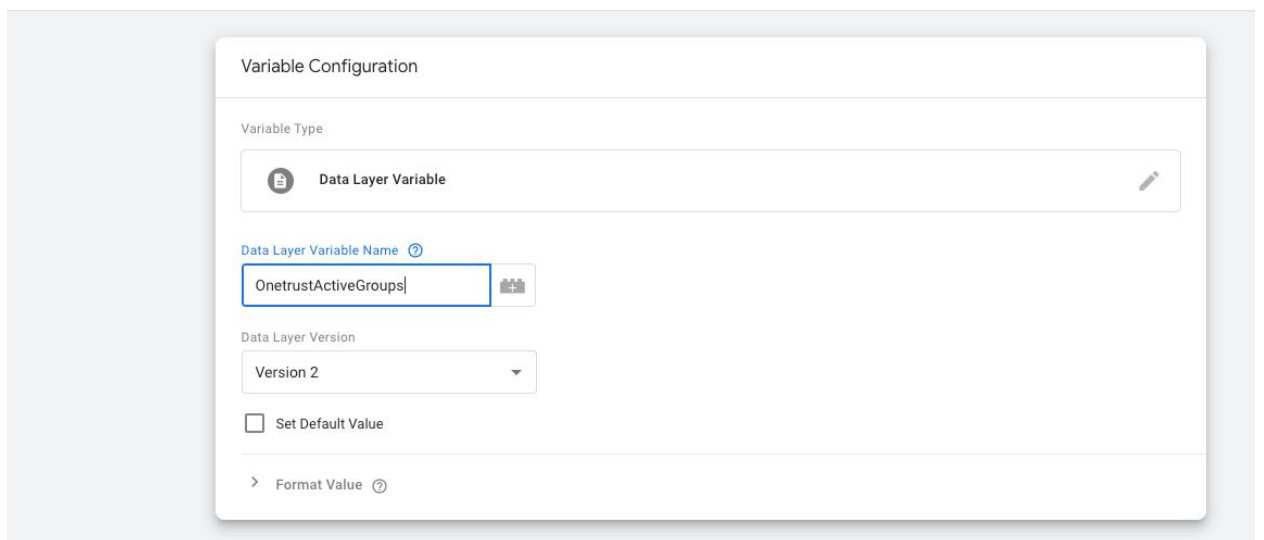 Variable Configuration
Variable Type
Data Layer Variable
Data Layer Variable Name
OnetrustActiveGroups
Data Layer Version
Version 2
Set Default Value
Format Value